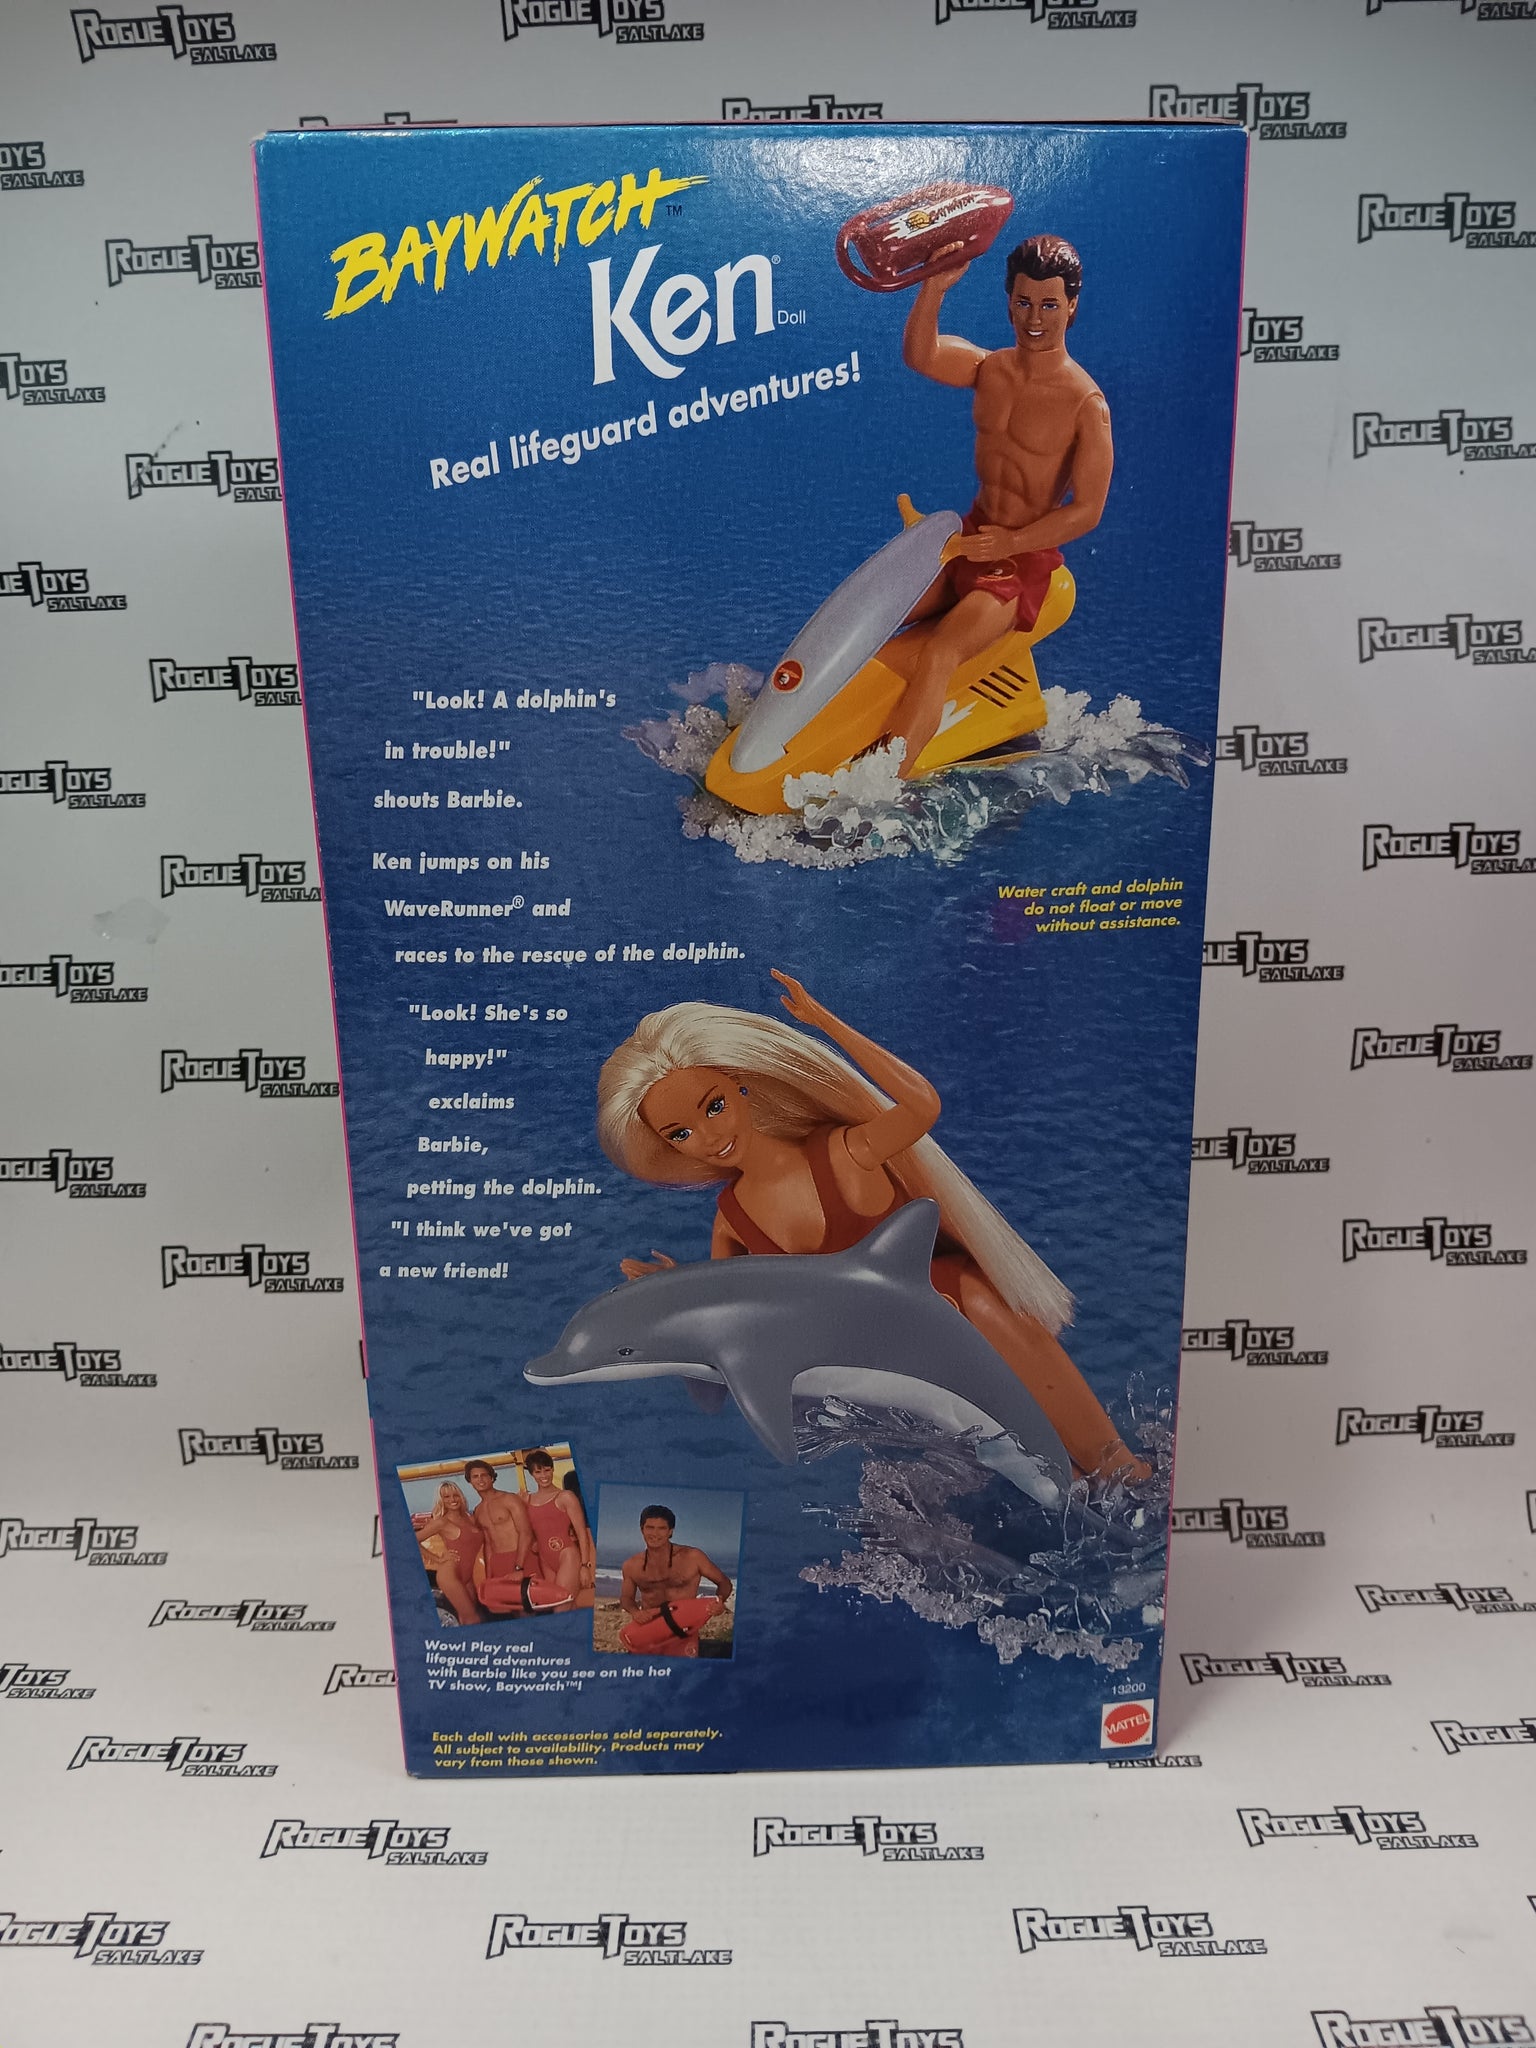 BAYWATCH™
Ken® Doll
Real lifeguard adventures!
BAYWATCH
"Look! A dolphin's
in trouble!"
shouts Barbie.
Ken jumps on his
WaveRunner® and
races to the rescue of the dolphin.
Water craft and dolphin
do not float or move
without assistance.
"Look! She's so
happy!"
exclaims
Barbie,
petting the dolphin.
"I think we've got
a new friend!
Wow! Play real
lifeguard adventures
with Barbie like you see on the hot
TV show, Baywatch™!
Each doll with accessories sold separately.
All subject to availability. Products may
vary from those shown.
13200
MATTEL
ROGUE TOYS
SALTLAKE